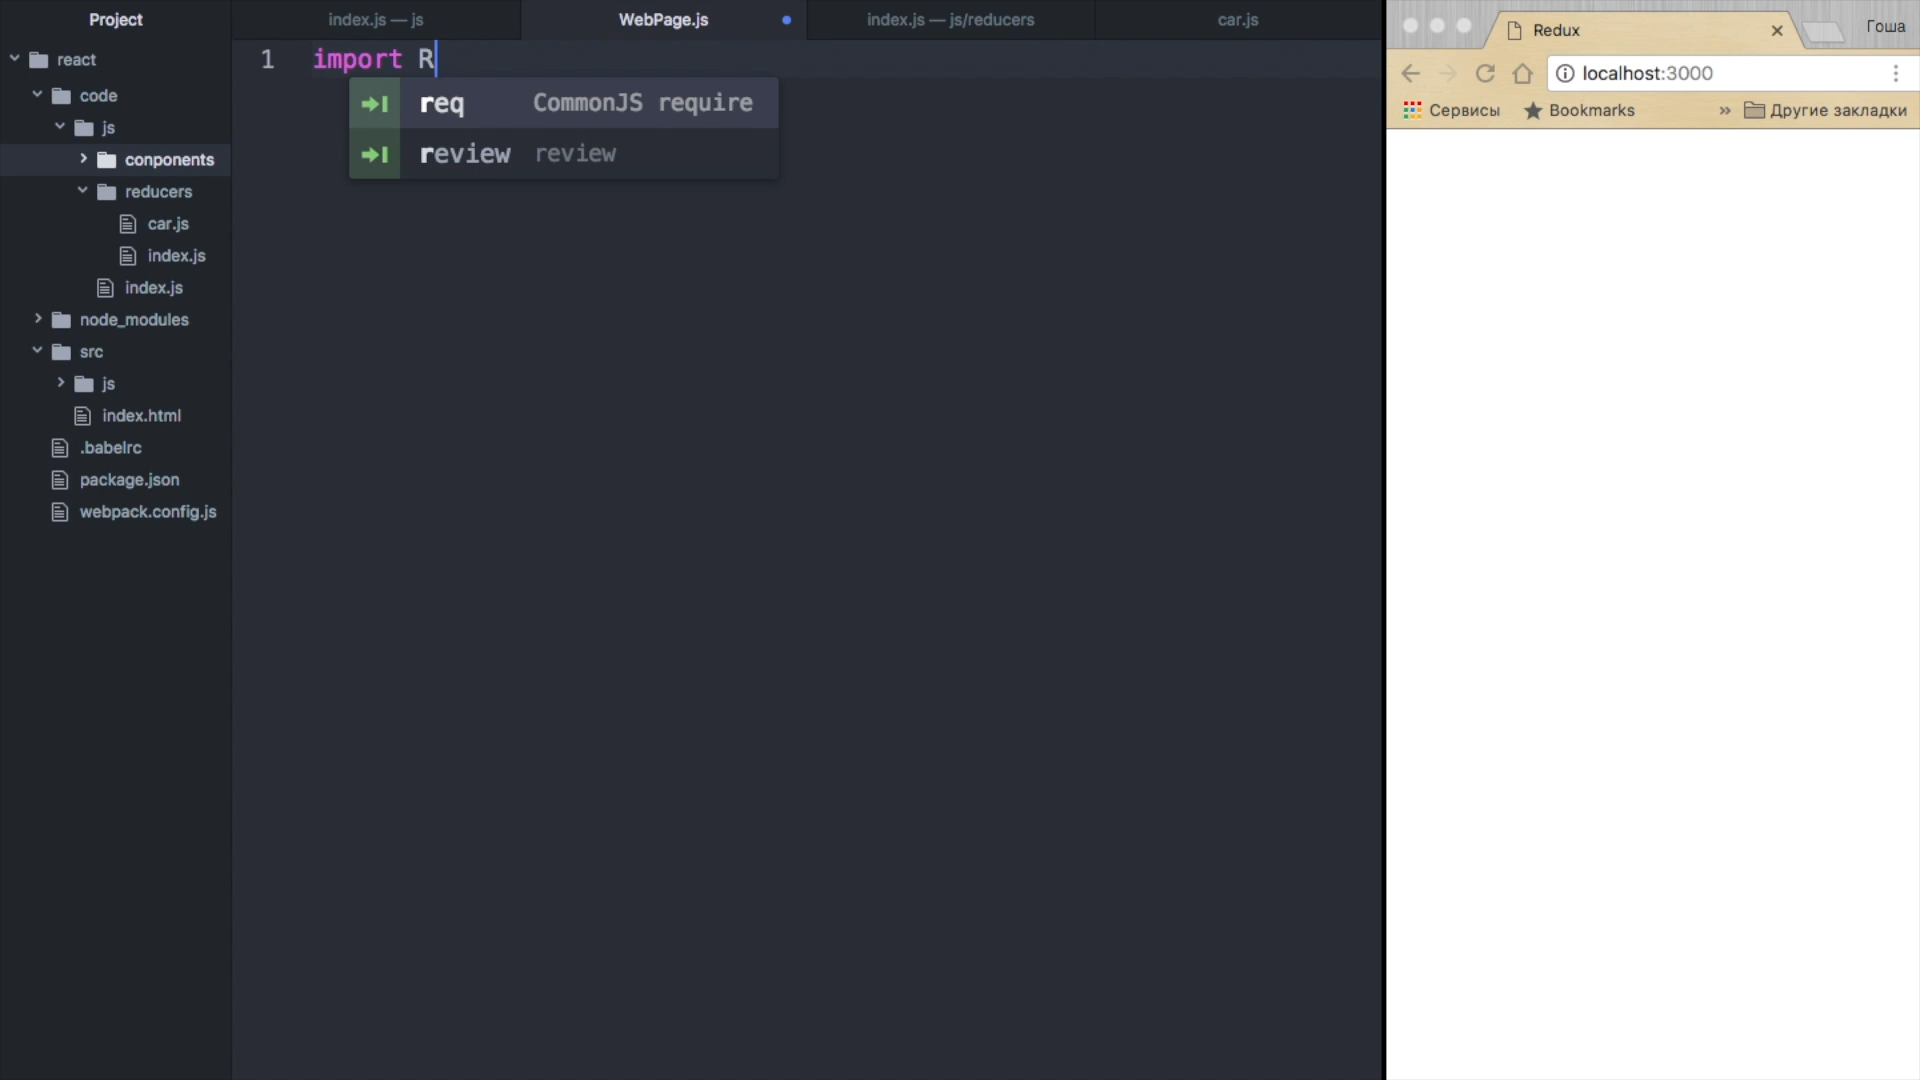 Project
index.js — js
WebPage.js
index.js — js/reducers
car.js
react
code
js
conponents
reducers
car.js
index.js
index.js
node_modules
src
js
index.html
.babelrc
package.json
webpack.config.js
1 import R
req CommonJS require
review review
Redux
Гоша
localhost:3000
Сервисы
Bookmarks
» Другие закладки